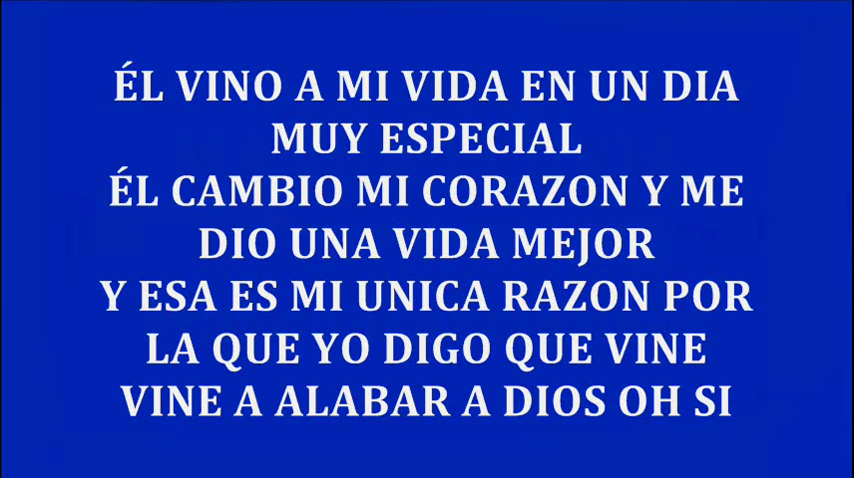 ÉL VINO A MI VIDA EN UN DIA
MUY ESPECIAL
ÉL CAMBIO MI CORAZON Y ME
DIO UNA VIDA MEJOR
Y ESA ES MI UNICA RAZON POR
LA QUE YO DIGO QUE VINE
VINE A ALABAR A DIOS OH SI